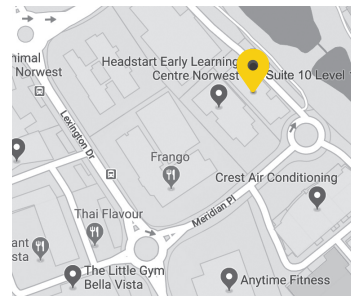 nimal
Norwest
Headstart Early Learning
Centre Norwest
Suite 10 Level
Lexington Dr
Frango
Crest Air Conditioning
Meridian Pl
Thai Flavour
ant
sta
The Little Gym
Bella Vista
Anytime Fitness